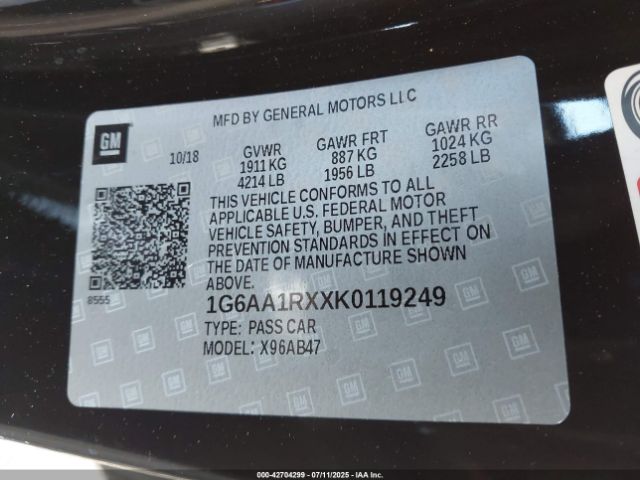 MFD BY GENERAL MOTORS LLC
GM
10/18 GVWR GAWR FRT GAWR RR
1911 KG 887 KG 1024 KG
4214 LB 1956 LB 2258 LB
THIS VEHICLE CONFORMS TO ALL
APPLICABLE U.S. FEDERAL MOTOR
VEHICLE SAFETY, BUMPER, AND THEFT
PREVENTION STANDARDS IN EFFECT ON
THE DATE OF MANUFACTURE SHOWN
ABOVE.
8555
1G6AA1RXXK0119249
TYPE: PASS CAR
MODEL: X96AB47
000-42704299 - 07/11/2025 - IAAI.COM